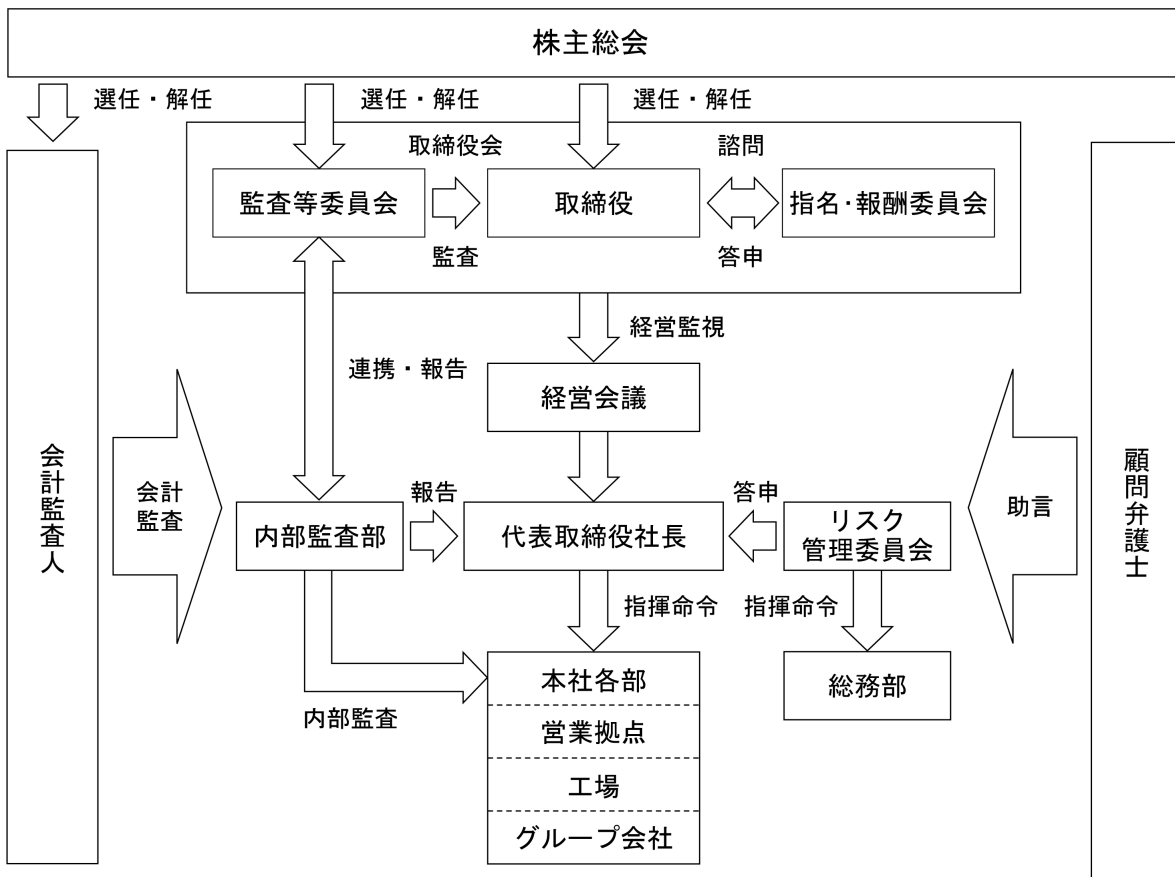 株主総会
選任・解任
選任・解任
選任・解任
取締役会
諮問
監査等委員会
取締役
指名・報酬委員会
監査
答申
経営監視
連携・報告
経営会議
会計監査人
会計
監査
報告
答申
内部監査部
代表取締役社長
リスク
管理委員会
助言
顧問弁護士
指揮命令
指揮命令
本社各部
総務部
内部監査
営業拠点
工場
グループ会社